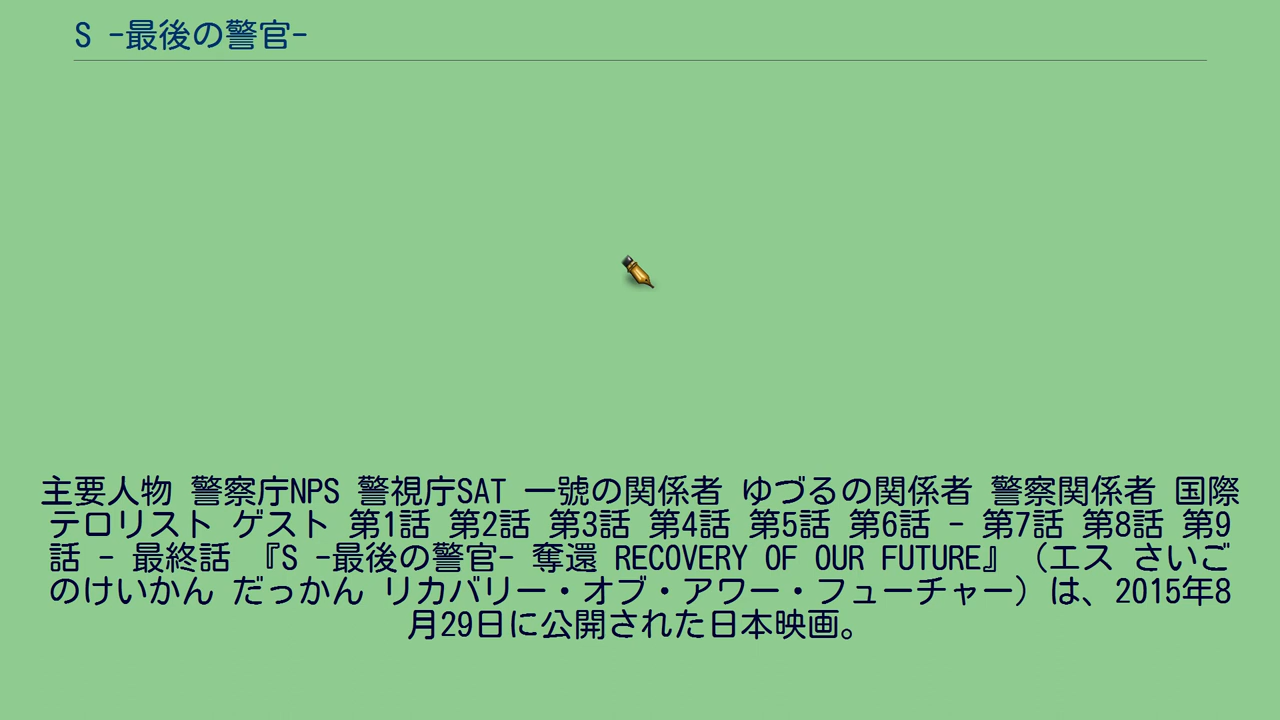 S -最後の警官-
主要人物 警察庁NPS 警視庁SAT 一號の関係者 ゆづるの関係者 警察関係者 国際
テロリスト ゲスト 第1話 第2話 第3話 第4話 第5話 第6話 - 第7話 第8話 第9
話 - 最終話 『S -最後の警官- 奪還 RECOVERY OF OUR FUTURE』（エス さいご
のけいかん だっかん リカバリー・オブ・アワー・フューチャー）は、2015年8
月29日に公開された日本映画。